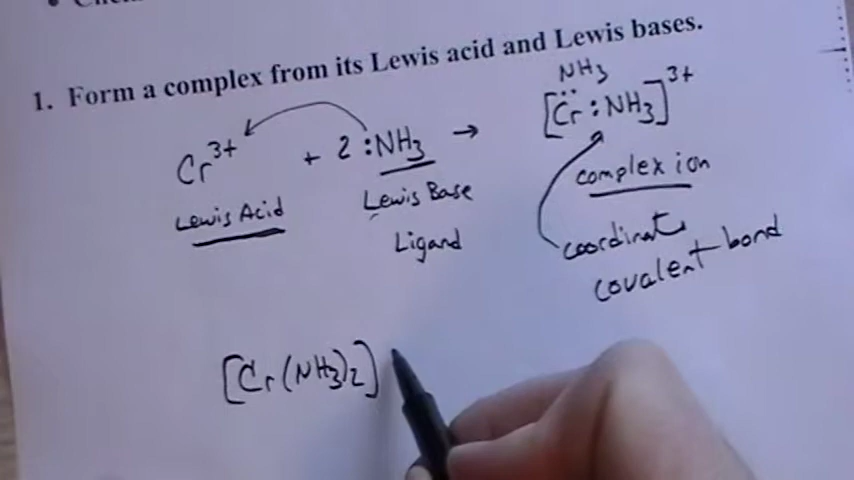 1. Form a complex from its Lewis acid and Lewis bases.
NH3
Cr3+ + 2 :NH3 → [Cr:NH3]3+
Lewis Acid Lewis Base complex ion
Ligand coordinate
covalent bond
[Cr(NH3)2]